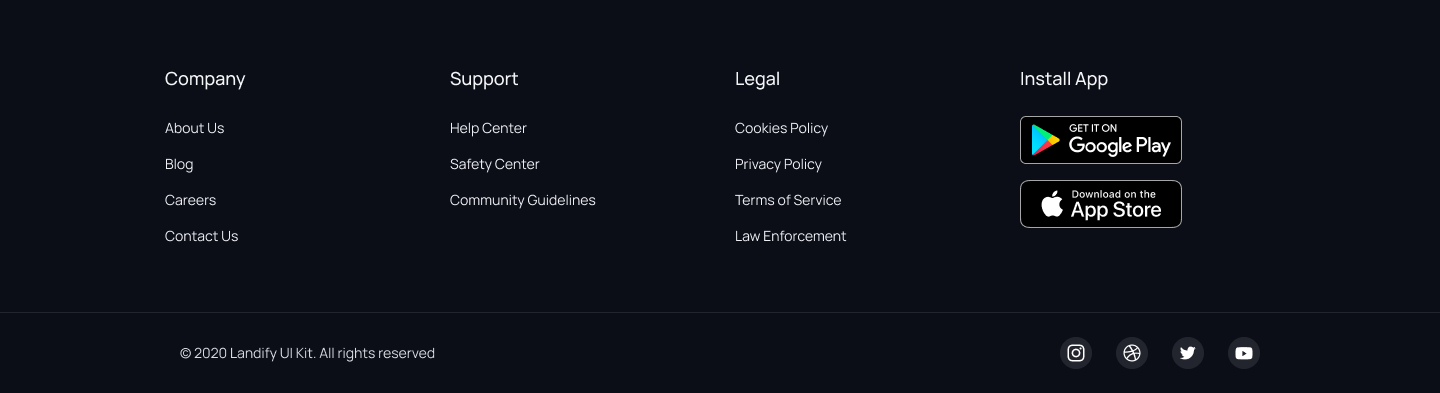 Company
About Us
Blog
Careers
Contact Us
Support
Help Center
Safety Center
Community Guidelines
Legal
Cookies Policy
Privacy Policy
Terms of Service
Law Enforcement
Install App
GET IT ON
Google Play
Download on the
App Store
© 2020 Landify UI Kit. All rights reserved